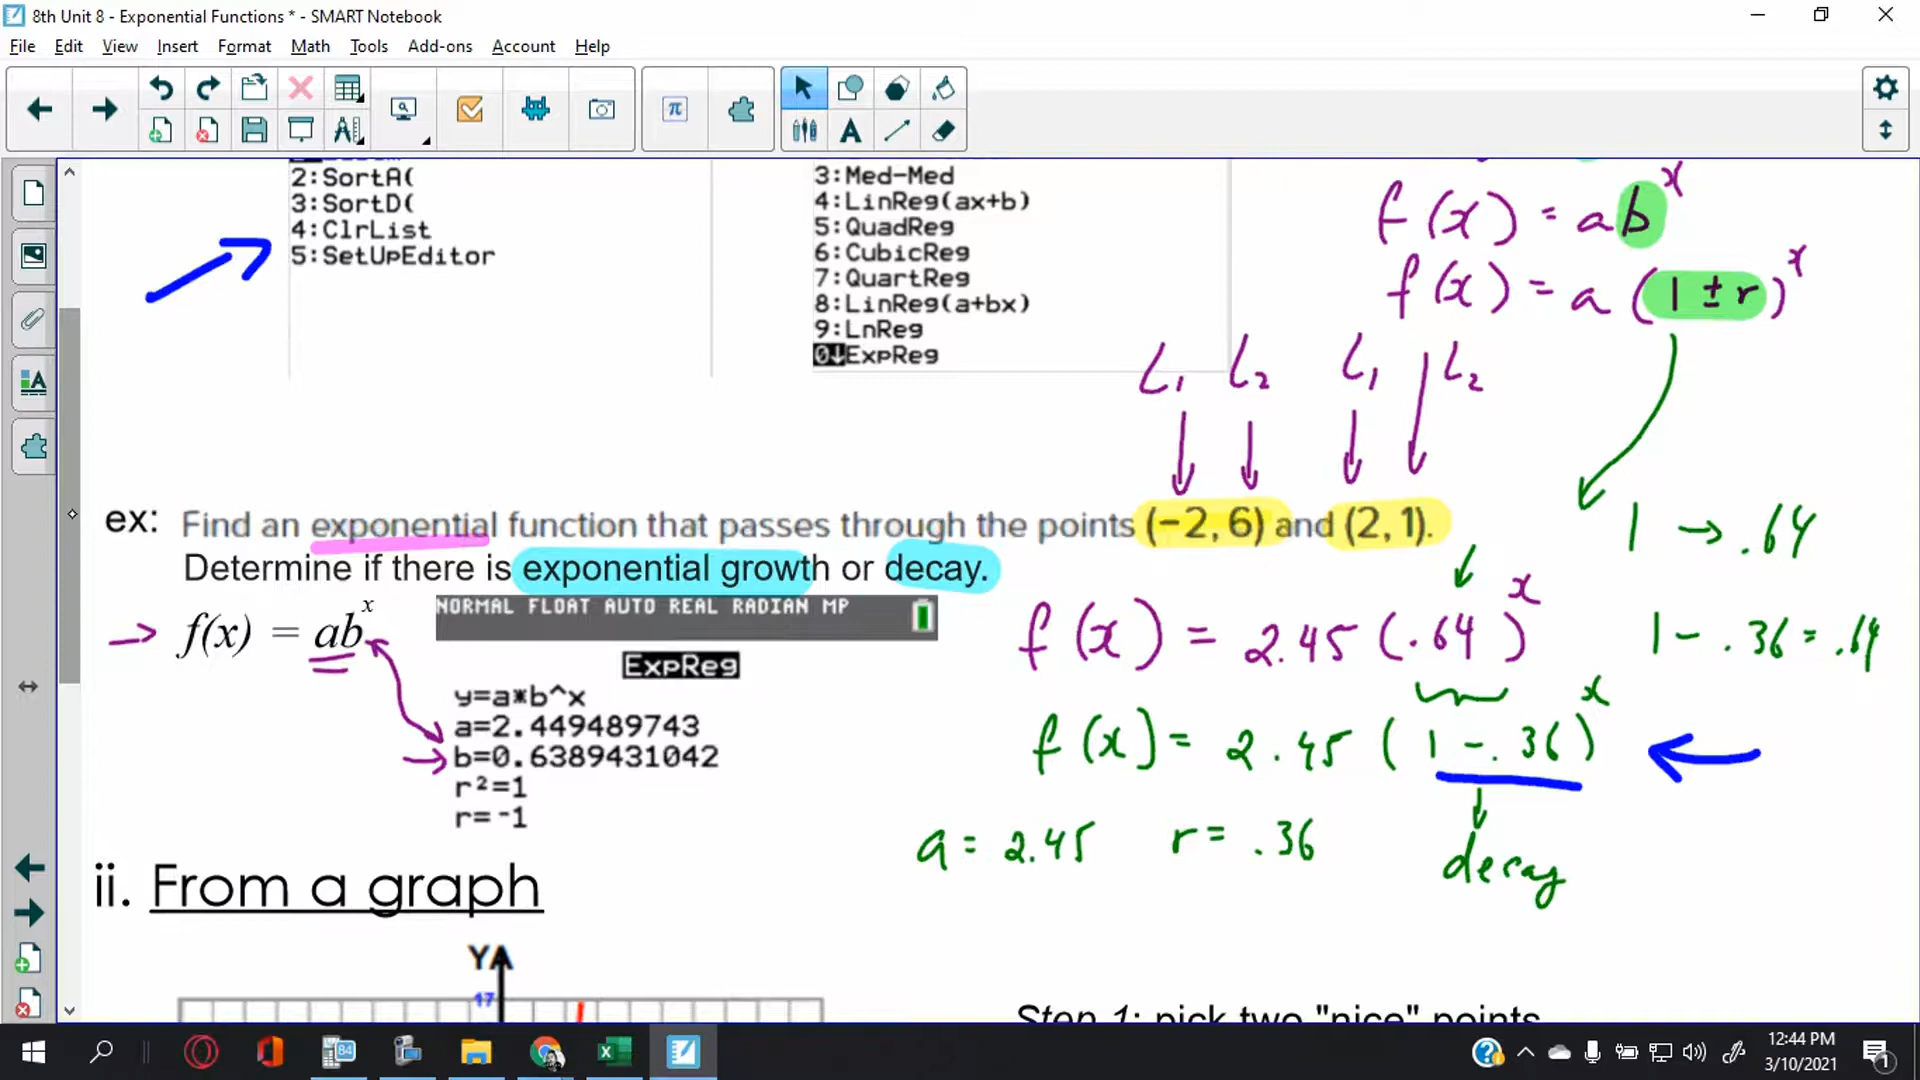 8th Unit 8 - Exponential Functions * - SMART Notebook
File Edit View Insert Format Math Tools Add-ons Account Help
2:SortA(
3:SortD(
4:ClrList
5:SetUpEditor
3:Med-Med
4:LinReg(ax+b)
5:QuadReg
6:CubicReg
7:QuartReg
8:LinReg(a+bx)
9:LnReg
0↓ExpReg
f(x) = ab^x
f(x) = a(1 ± r)^x
L₁ L₂ L₁ L₂
ex: Find an exponential function that passes through the points (−2, 6) and (2, 1).
Determine if there is exponential growth or decay.
f(x) = ab^x
NORMAL FLOAT AUTO REAL RADIAN MP
ExpReg
y=a*b^x
a=2.449489743
b=0.6389431042
r²=1
r=-1
1 → .64
f(x) = 2.45(.64)^x
1 - .36 = .64
f(x) = 2.45(1 - .36)^x
a = 2.45 r = .36
decay
ii. From a graph
YA
17
Step 1: pick two "nice" points
84
12:44 PM
3/10/2021
1